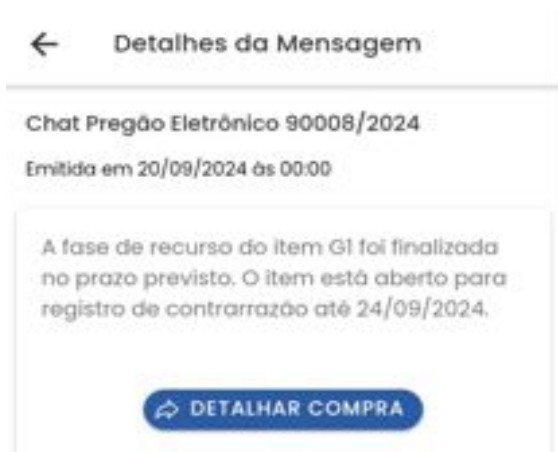 Detalhes da Mensagem
Chat Pregão Eletrônico 90008/2024
Emitida em 20/09/2024 às 00:00
A fase de recurso do item G1 foi finalizada
no prazo previsto. O item está aberto para
registro de contrarrazão até 24/09/2024.
DETALHAR COMPRA